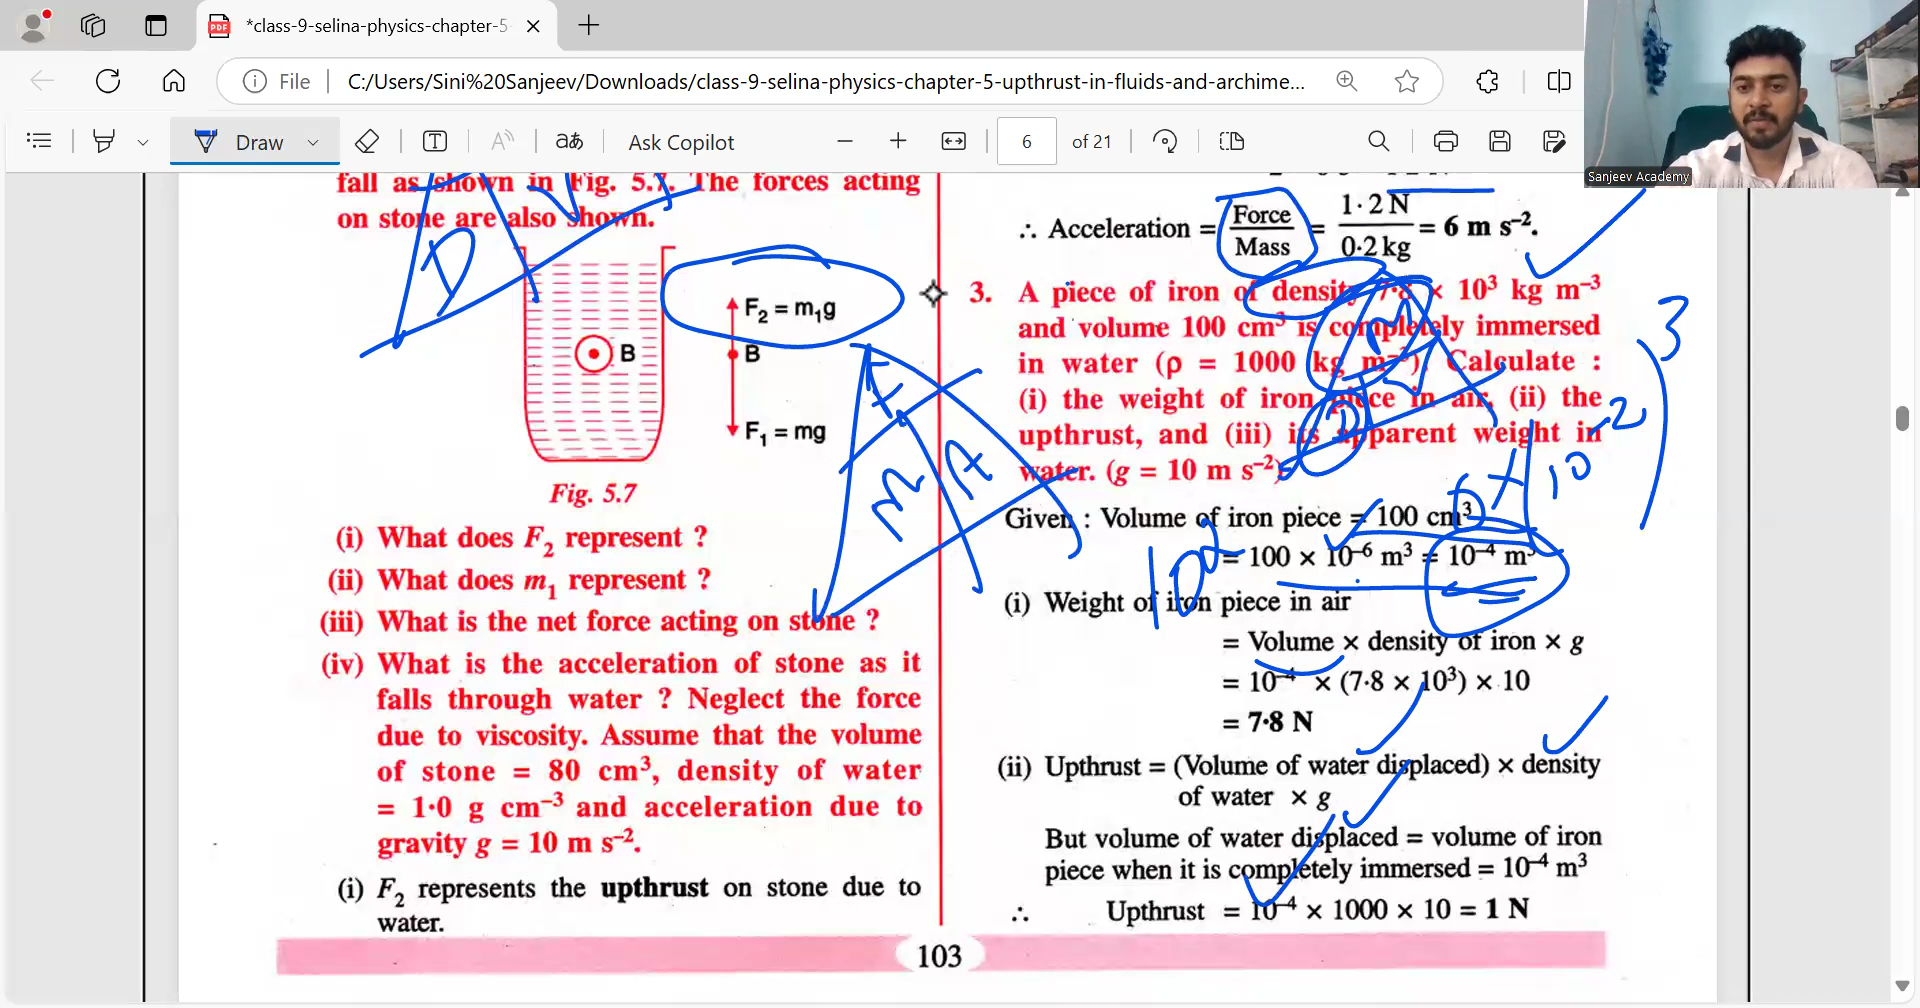 *class-9-selina-physics-chapter-5
File
C:/Users/Sini%20Sanjeev/Downloads/class-9-selina-physics-chapter-5-upthrust-in-fluids-and-archime...
Draw
aあ
Ask Copilot
6 of 21
Sanjeev Academy
fall as shown in Fig. 5.7. The forces acting
on stone are also shown.
D
B
F₂ = m₁g
B
F₁ = mg
Fig. 5.7
F
m A
(i) What does F₂ represent ?
(ii) What does m₁ represent ?
(iii) What is the net force acting on stone ?
(iv) What is the acceleration of stone as it
falls through water ? Neglect the force
due to viscosity. Assume that the volume
of stone = 80 cm³, density of water
= 1·0 g cm⁻³ and acceleration due to
gravity g = 10 m s⁻².
(i) F₂ represents the upthrust on stone due to
water.
∴ Acceleration = Force/Mass = 1·2 N/0·2 kg = 6 m s⁻².
3. A piece of iron of density 7·8 × 10³ kg m⁻³
and volume 100 cm³ is completely immersed
in water (ρ = 1000 kg m⁻³). Calculate :
(i) the weight of iron piece in air, (ii) the
upthrust, and (iii) its apparent weight in
water. (g = 10 m s⁻²)
M
D V
3
10⁻²
Given : Volume of iron piece = 100 cm³
= 100 × 10⁻⁶ m³ = 10⁻⁴ m³
10²
(i) Weight of iron piece in air
= Volume × density of iron × g
= 10⁻⁴ × (7·8 × 10³) × 10
= 7·8 N
(ii) Upthrust = (Volume of water displaced) × density
of water × g
But volume of water displaced = volume of iron
piece when it is completely immersed = 10⁻⁴ m³
∴ Upthrust = 10⁻⁴ × 1000 × 10 = 1 N
103